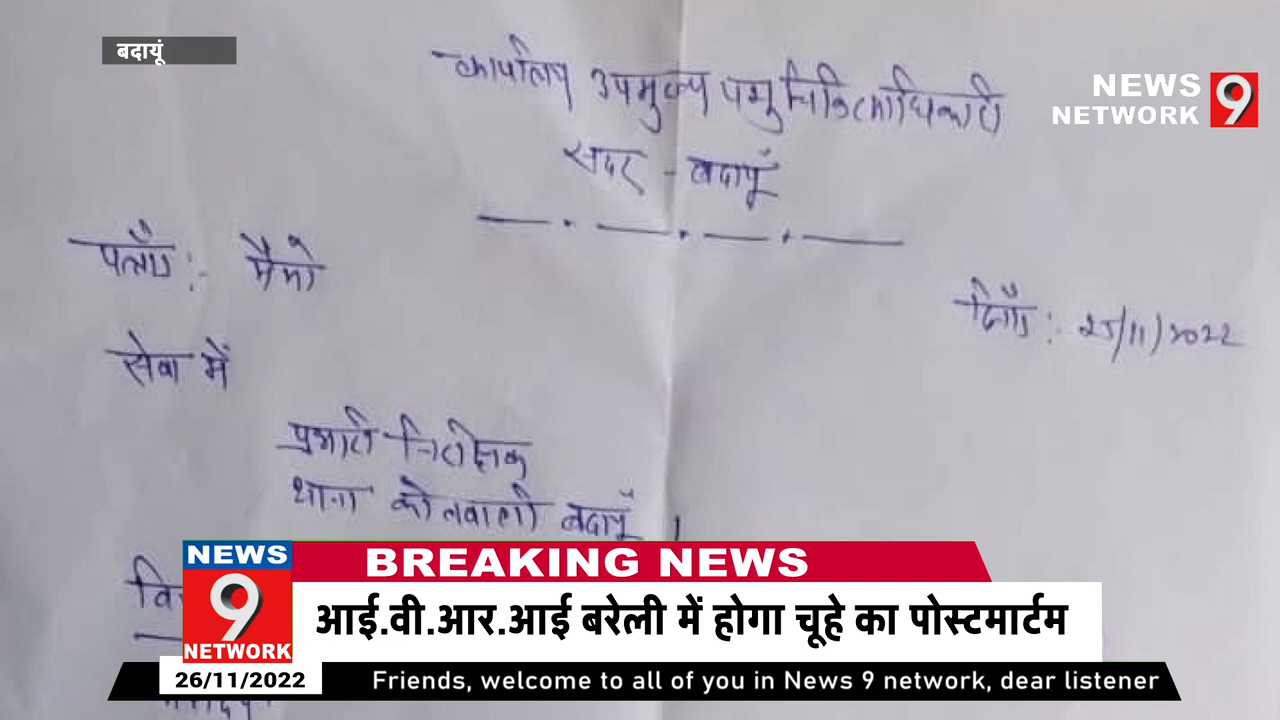 बदायूं
NEWS
NETWORK 9
कार्यालय उपमुख्य पशु चिकित्साधिकारी
सदर - बदायूँ
पत्राँक :- मैमो
दिनाँक : 25/11/2022
सेवा में
प्रभारी निरीक्षक
थाना कोतवाली बदायूँ ।
NEWS
9
NETWORK
BREAKING NEWS
आई.वी.आर.आई बरेली में होगा चूहे का पोस्टमार्टम
26/11/2022
Friends, welcome to all of you in News 9 network, dear listener